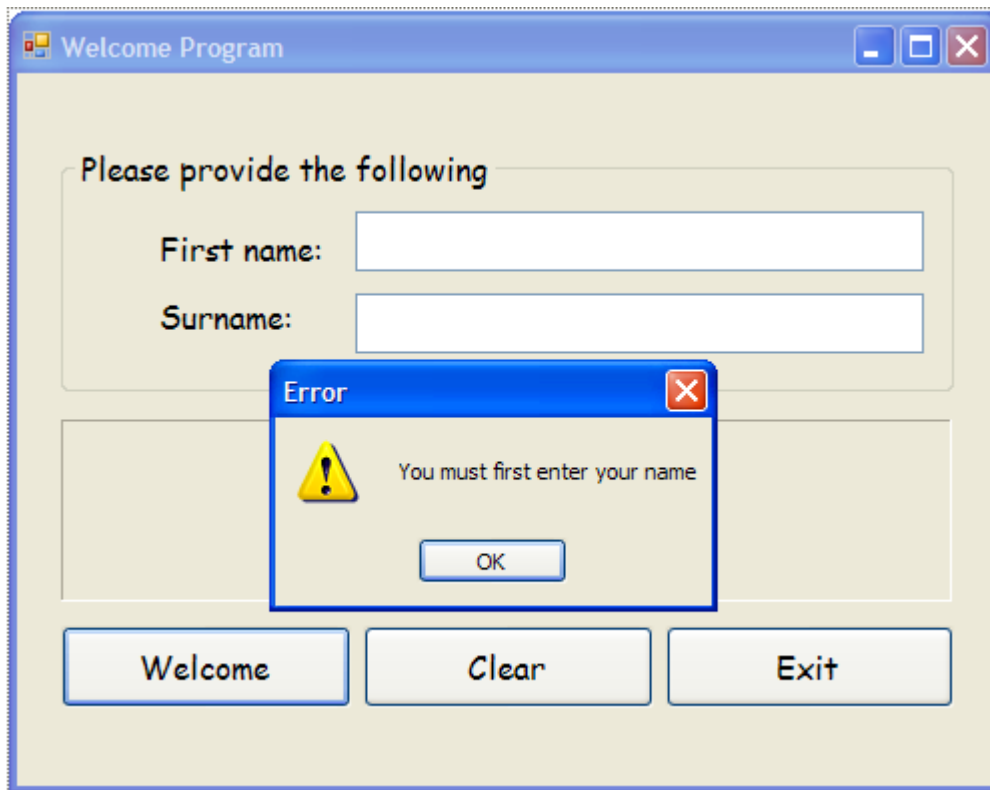 Welcome Program
Please provide the following
First name:
Surname:
Error
You must first enter your name
OK
Welcome Clear Exit